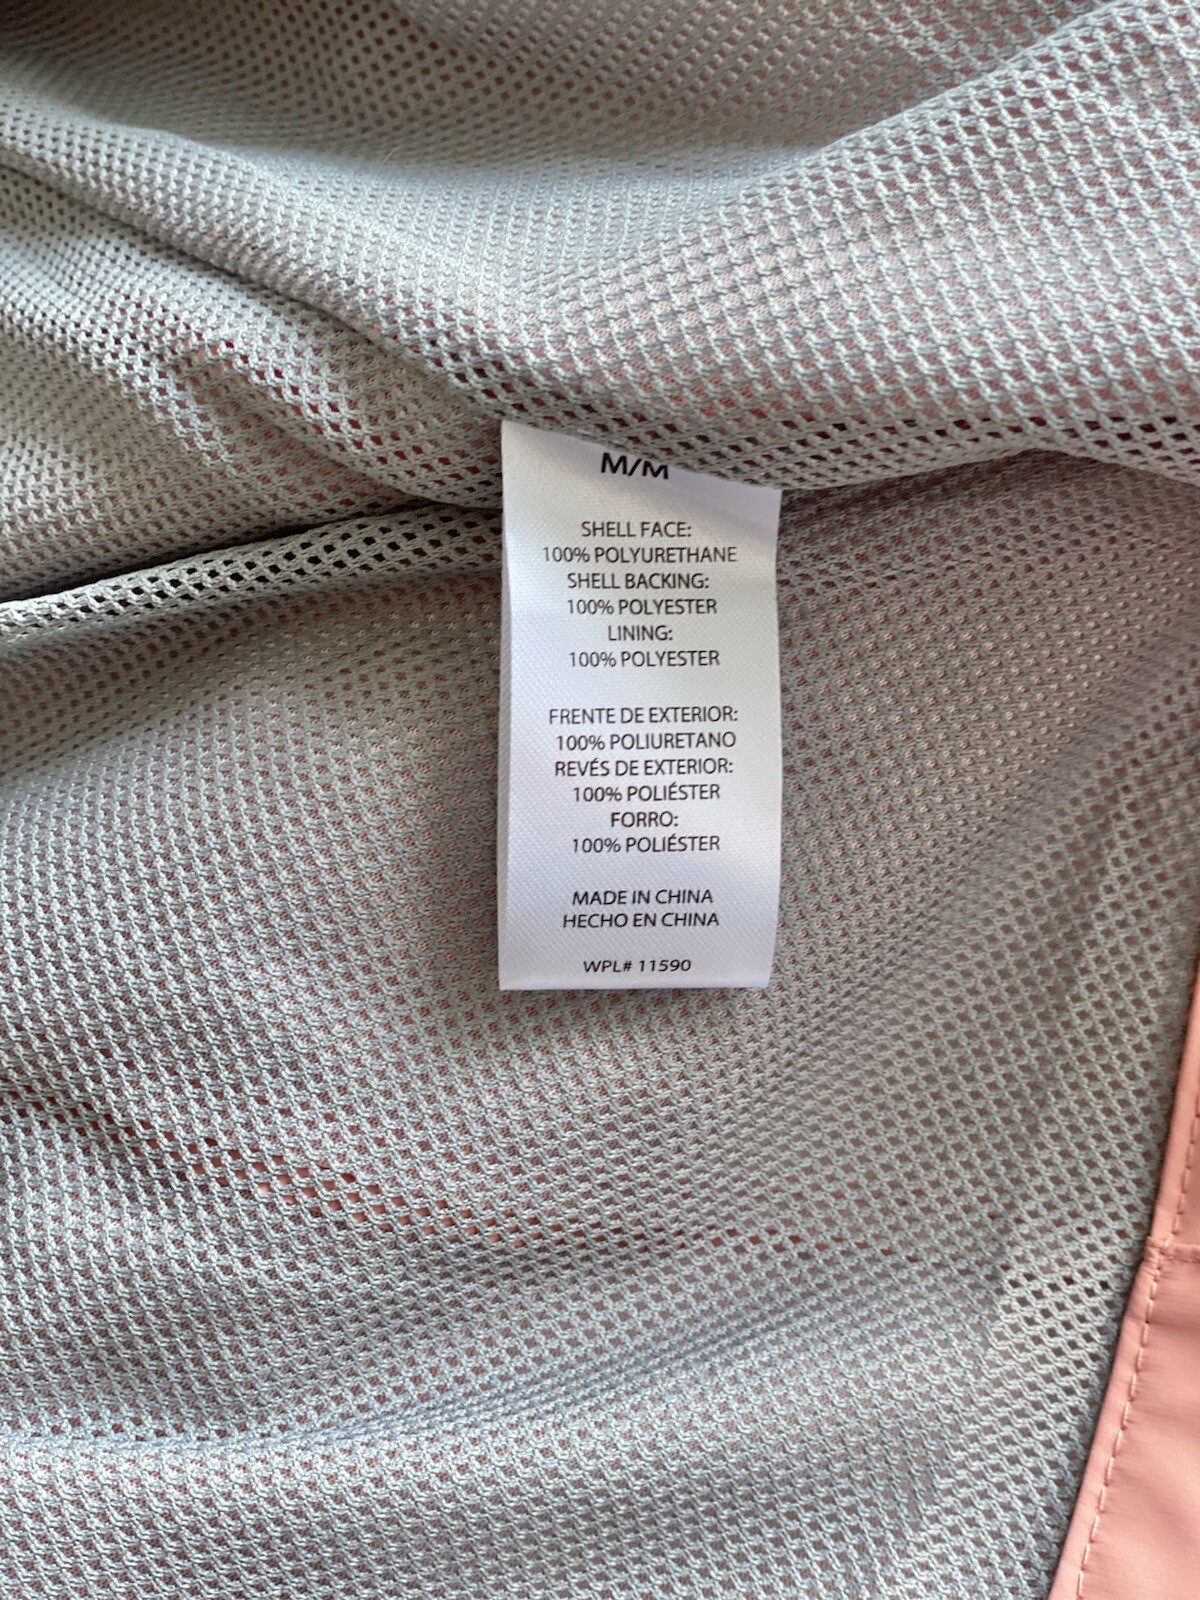 M/M
SHELL FACE:
100% POLYURETHANE
SHELL BACKING:
100% POLYESTER
LINING:
100% POLYESTER
FRENTE DE EXTERIOR:
100% POLIURETANO
REVÉS DE EXTERIOR:
100% POLIÉSTER
FORRO:
100% POLIÉSTER
MADE IN CHINA
HECHO EN CHINA
WPL# 11590